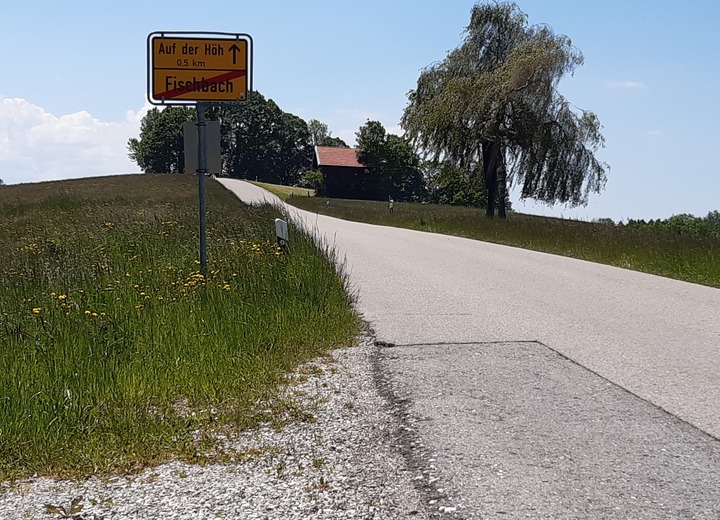 Auf der Höh ↑
0,5 km
Fischbach